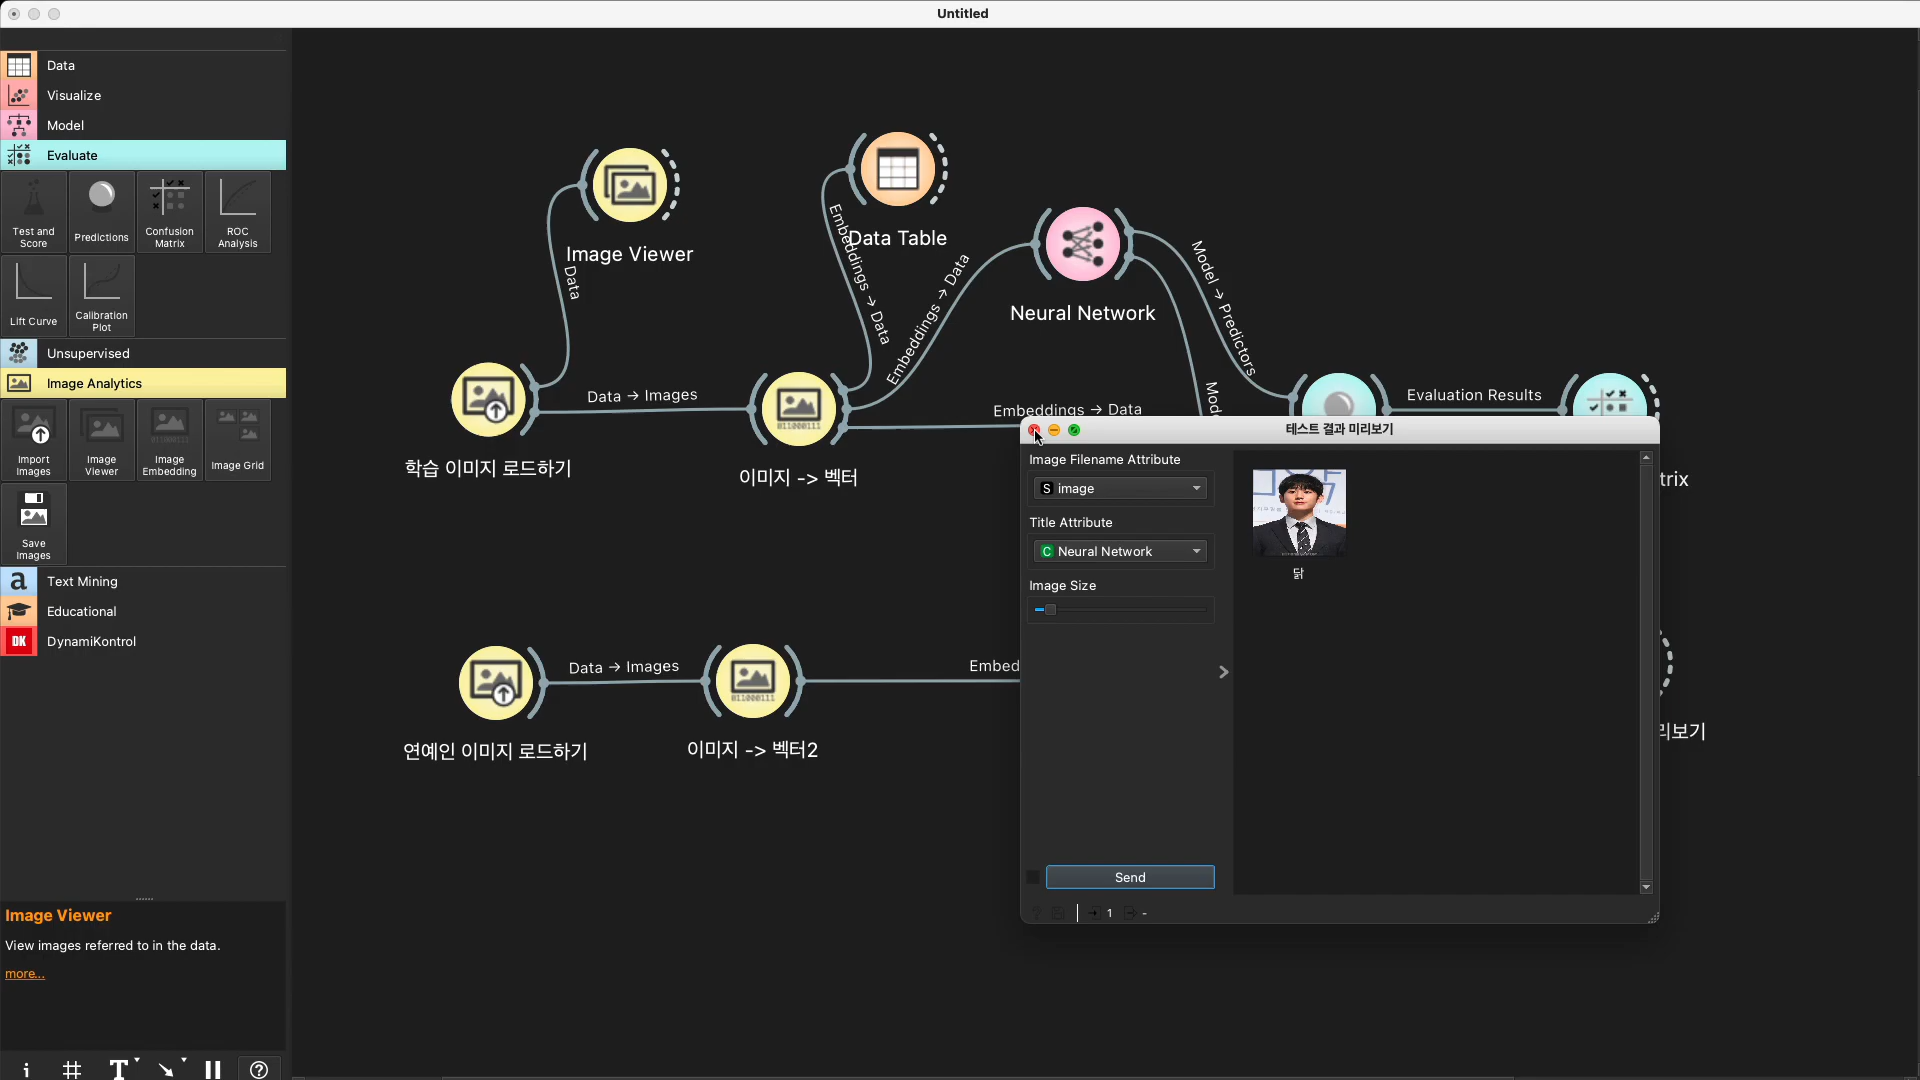 Untitled
Data
Visualize
Model
Evaluate
Test and Score
Predictions
Confusion Matrix
ROC Analysis
Lift Curve
Calibration Plot
Unsupervised
Image Analytics
Import Images
Image Viewer
Image Embedding
Image Grid
Save Images
a Text Mining
Educational
DK DynamiKontrol
Image Viewer
View images referred to in the data.
more...
Image Viewer
Data Table
Neural Network
Data
Embeddings → Data
Embeddings → Data
Model → Predictors
Data → Images
Embeddings → Data
Mod
Evaluation Results
학습 이미지 로드하기
이미지 -> 벡터
trix
Data → Images
Embed
연예인 이미지 로드하기
이미지 -> 벡터2
리보기
테스트 결과 미리보기
Image Filename Attribute
S image
Title Attribute
C Neural Network
Image Size
닭
Send
1 -